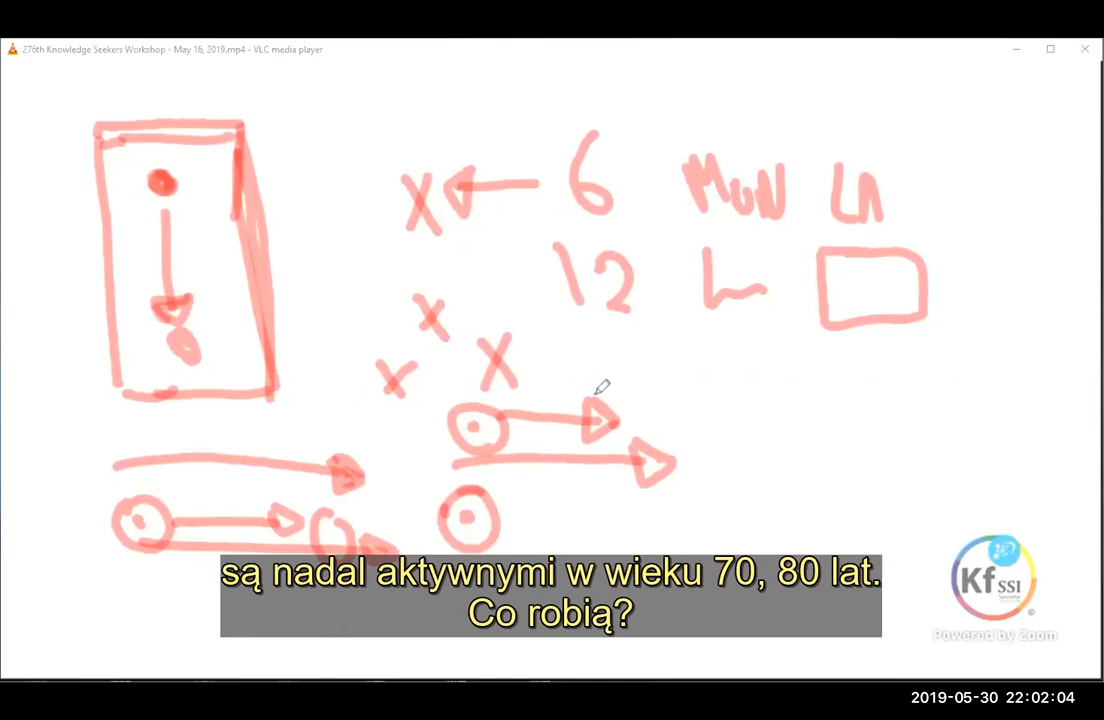 276th Knowledge Seekers Workshop - May 16, 2019.mp4 - VLC media player
X 6 MUN
12
X
X X
są nadal aktywnymi w wieku 70, 80 lat.
Co robią?
Kf SSI
©
Powered by Zoom
2019-05-30 22:02:04